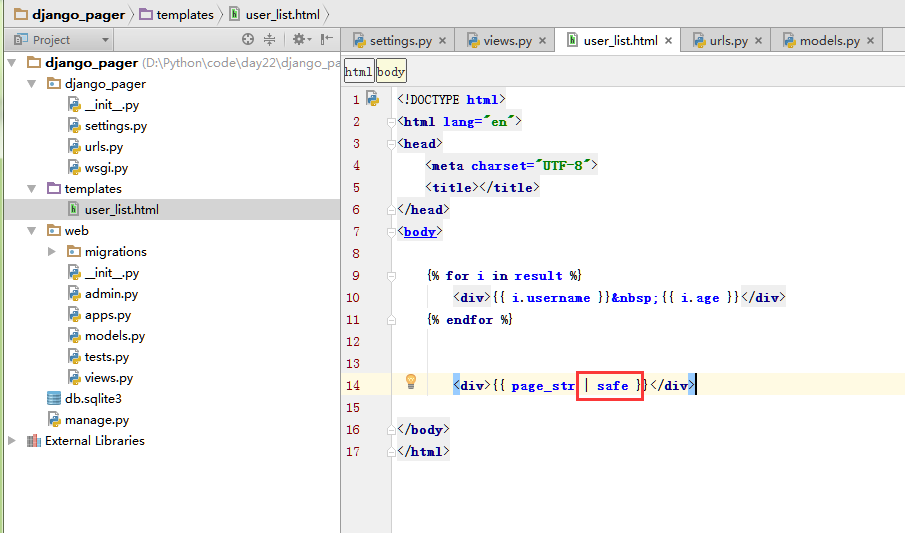 django_pager templates user_list.html
Project
settings.py views.py user_list.html urls.py models.py
django_pager (D:\Python\code\day22\django_pa
django_pager
__init__.py
settings.py
urls.py
wsgi.py
templates
user_list.html
web
migrations
__init__.py
admin.py
apps.py
models.py
tests.py
views.py
db.sqlite3
manage.py
External Libraries
html body
1 <!DOCTYPE html>
2 <html lang="en">
3 <head>
4 <meta charset="UTF-8">
5 <title></title>
6 </head>
7 <body>
8
9 {% for i in result %}
10 <div>{{ i.username }}&nbsp;{{ i.age }}</div>
11 {% endfor %}
12
13
14 <div>{{ page_str | safe }}</div>
15
16 </body>
17 </html>